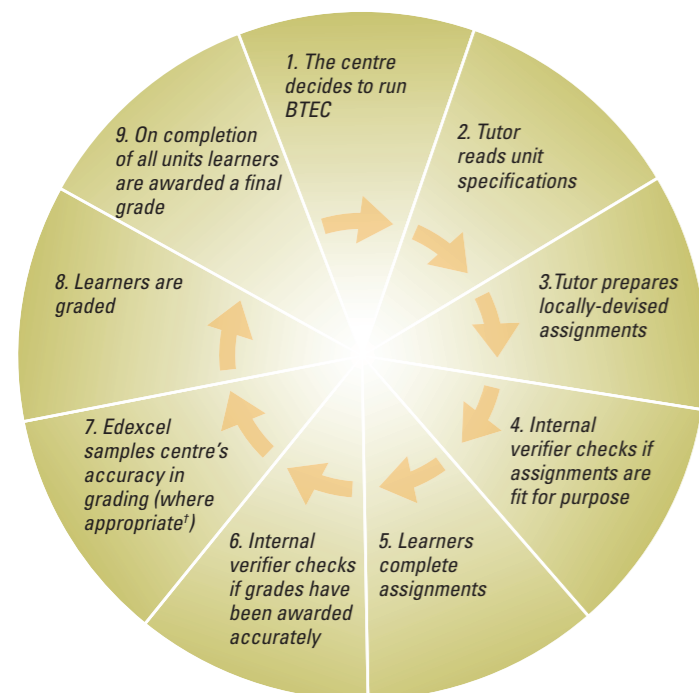 1. The centre
decides to run
BTEC
2. Tutor
reads unit
specifications
3.Tutor prepares
locally-devised
assignments
4. Internal
verifier checks if
assignments are
fit for purpose
5. Learners
complete
assignments
6. Internal
verifier checks
if grades have
been awarded
accurately
7. Edexcel
samples centre's
accuracy in
grading (where
appropriate†)
8. Learners are
graded
9. On completion
of all units learners
are awarded a final
grade